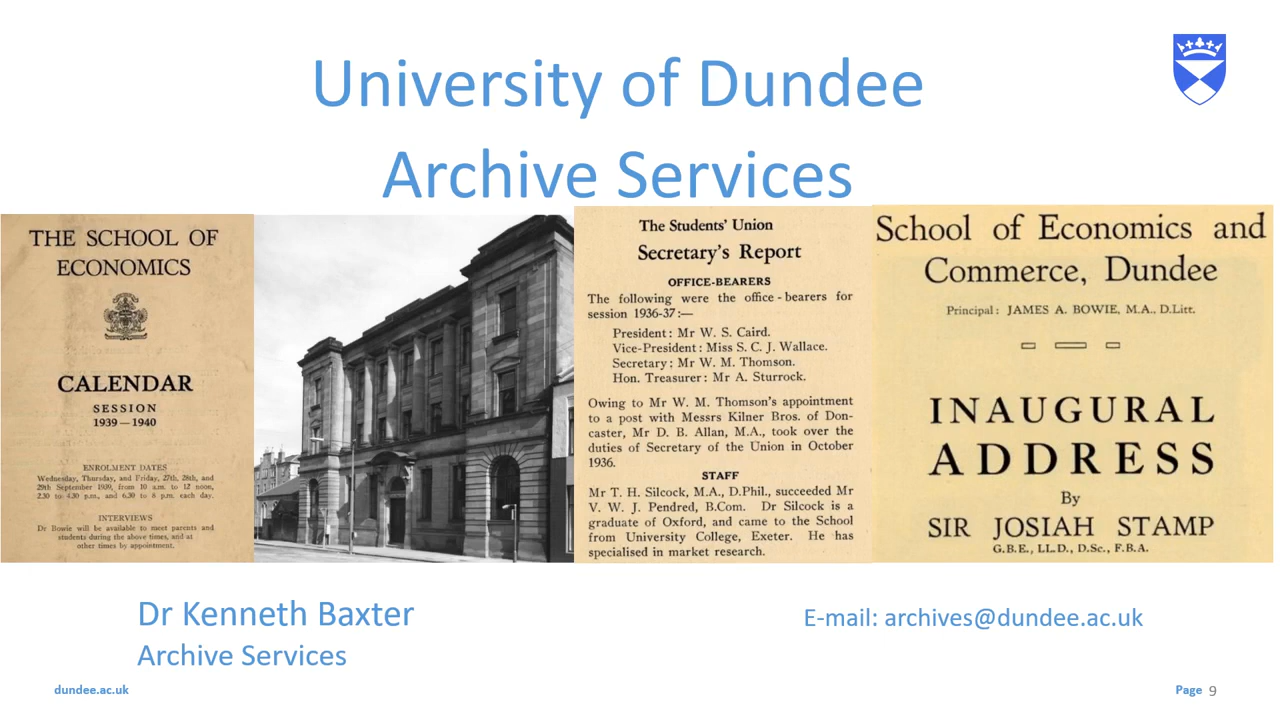 University of Dundee
Archive Services
THE SCHOOL OF
ECONOMICS
CALENDAR
SESSION
1939—1940
ENROLMENT DATES
Wednesday, Thursday, and Friday, 27th, 28th, and
29th September 1939, from 10 a.m. to 12 noon,
2.30 to 4.30 p.m., and 6.30 to 8 p.m. each day.
INTERVIEWS
Dr Bowie will be available to meet parents and
students during the above times, and at
other times by appointment.
The Students' Union
Secretary's Report
OFFICE-BEARERS
The following were the office-bearers for
session 1936-37 :—
President: Mr W. S. Caird.
Vice-President: Miss S. C. J. Wallace.
Secretary: Mr W. M. Thomson.
Hon. Treasurer: Mr A. Sturrock.
Owing to Mr W. M. Thomson's appointment
to a post with Messrs Kilner Bros. of Don-
caster, Mr D. B. Allan, M.A., took over the
duties of Secretary of the Union in October
1936.
STAFF
Mr T. H. Silcock, M.A., D.Phil., succeeded Mr
V. W. J. Pendred, B.Com. Dr Silcock is a
graduate of Oxford, and came to the School
from University College, Exeter. He has
specialised in market research.
School of Economics and
Commerce, Dundee
Principal: JAMES A. BOWIE, M.A., D.Litt.
INAUGURAL
ADDRESS
By
SIR JOSIAH STAMP
G.B.E., LL.D., D.Sc., F.B.A.
Dr Kenneth Baxter
Archive Services
E-mail: archives@dundee.ac.uk
dundee.ac.uk
Page 9